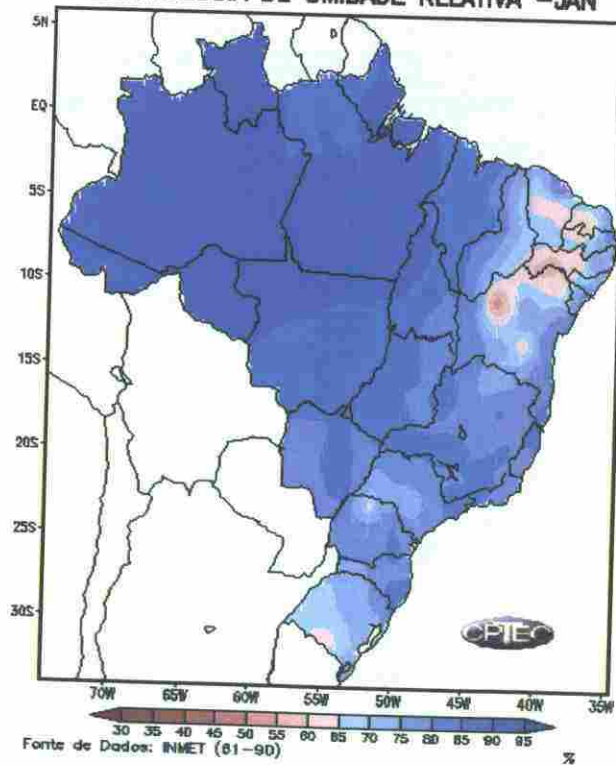 UMIDADE RELATIVA -JAN
5N
EQ
5S
10S
15S
20S
25S
30S
CPTEC
70W 65W 60W 55W 50W 45W 40W 35W
30 35 40 45 50 55 60 65 70 75 80 85 90 95
Fonte de Dados: INMET (61-90)
%